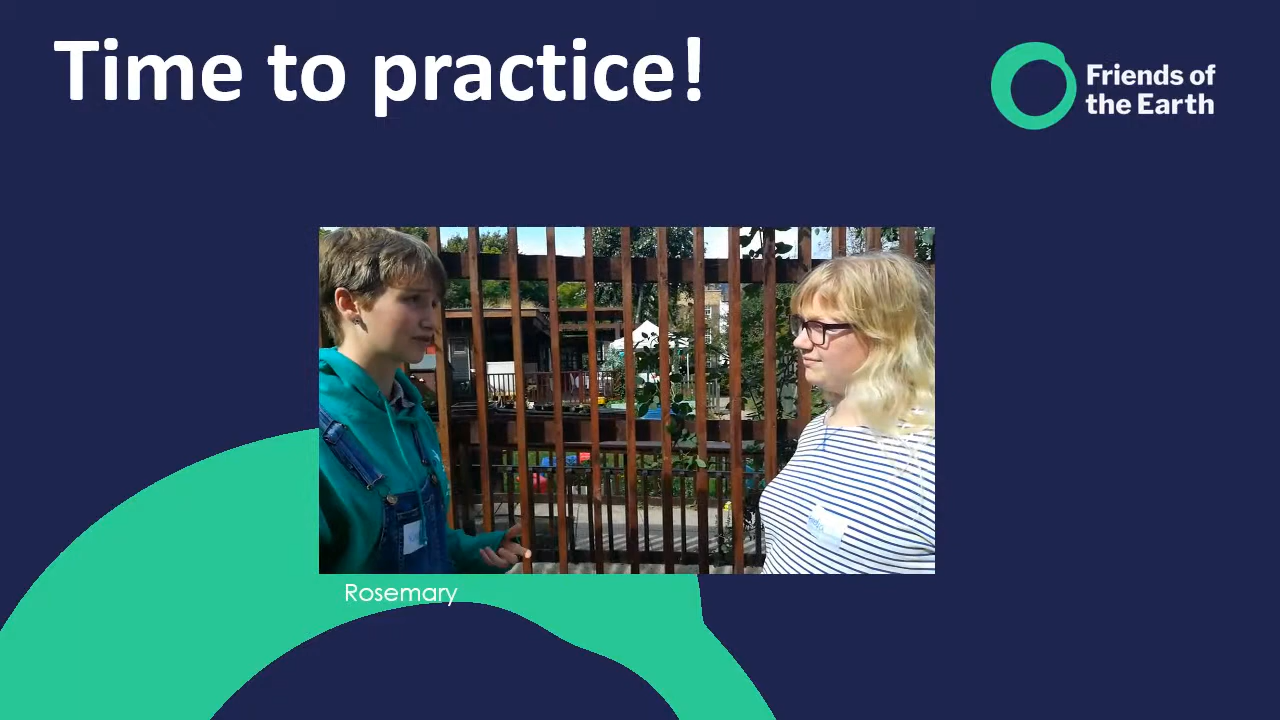 Time to practice!
Friends of
the Earth
Rosemary